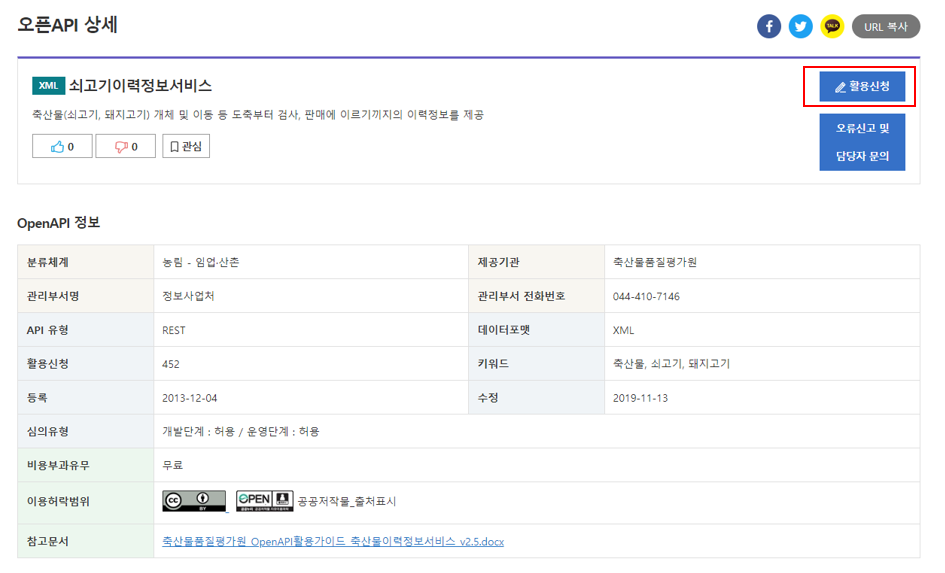 오픈API 상세
URL 복사
XML 쇠고기이력정보서비스
활용신청
축산물(쇠고기, 돼지고기) 개체 및 이동 등 도축부터 검사, 판매에 이르기끼지의 이력정보를 제공
오류신고 및
담당자 문의
0 0 관심
OpenAPI 정보
분류체계 농림 - 임업·산촌 제공기관 축산물품질평가원
관리부서명 정보사업처 관리부서 전화번호 044-410-7146
API 유형 REST 데이터포맷 XML
활용신청 452 키워드 축산물, 쇠고기, 돼지고기
등록 2013-12-04 수정 2019-11-13
심의유형 개발단계 : 허용 / 운영단계 : 허용
비용부과유무 무료
이용허락범위 cc BY OPEN 공공저작물_출처표시
참고문서 축산물품질평가원_OpenAPI활용가이드_축산물이력정보서비스_v2.5.docx